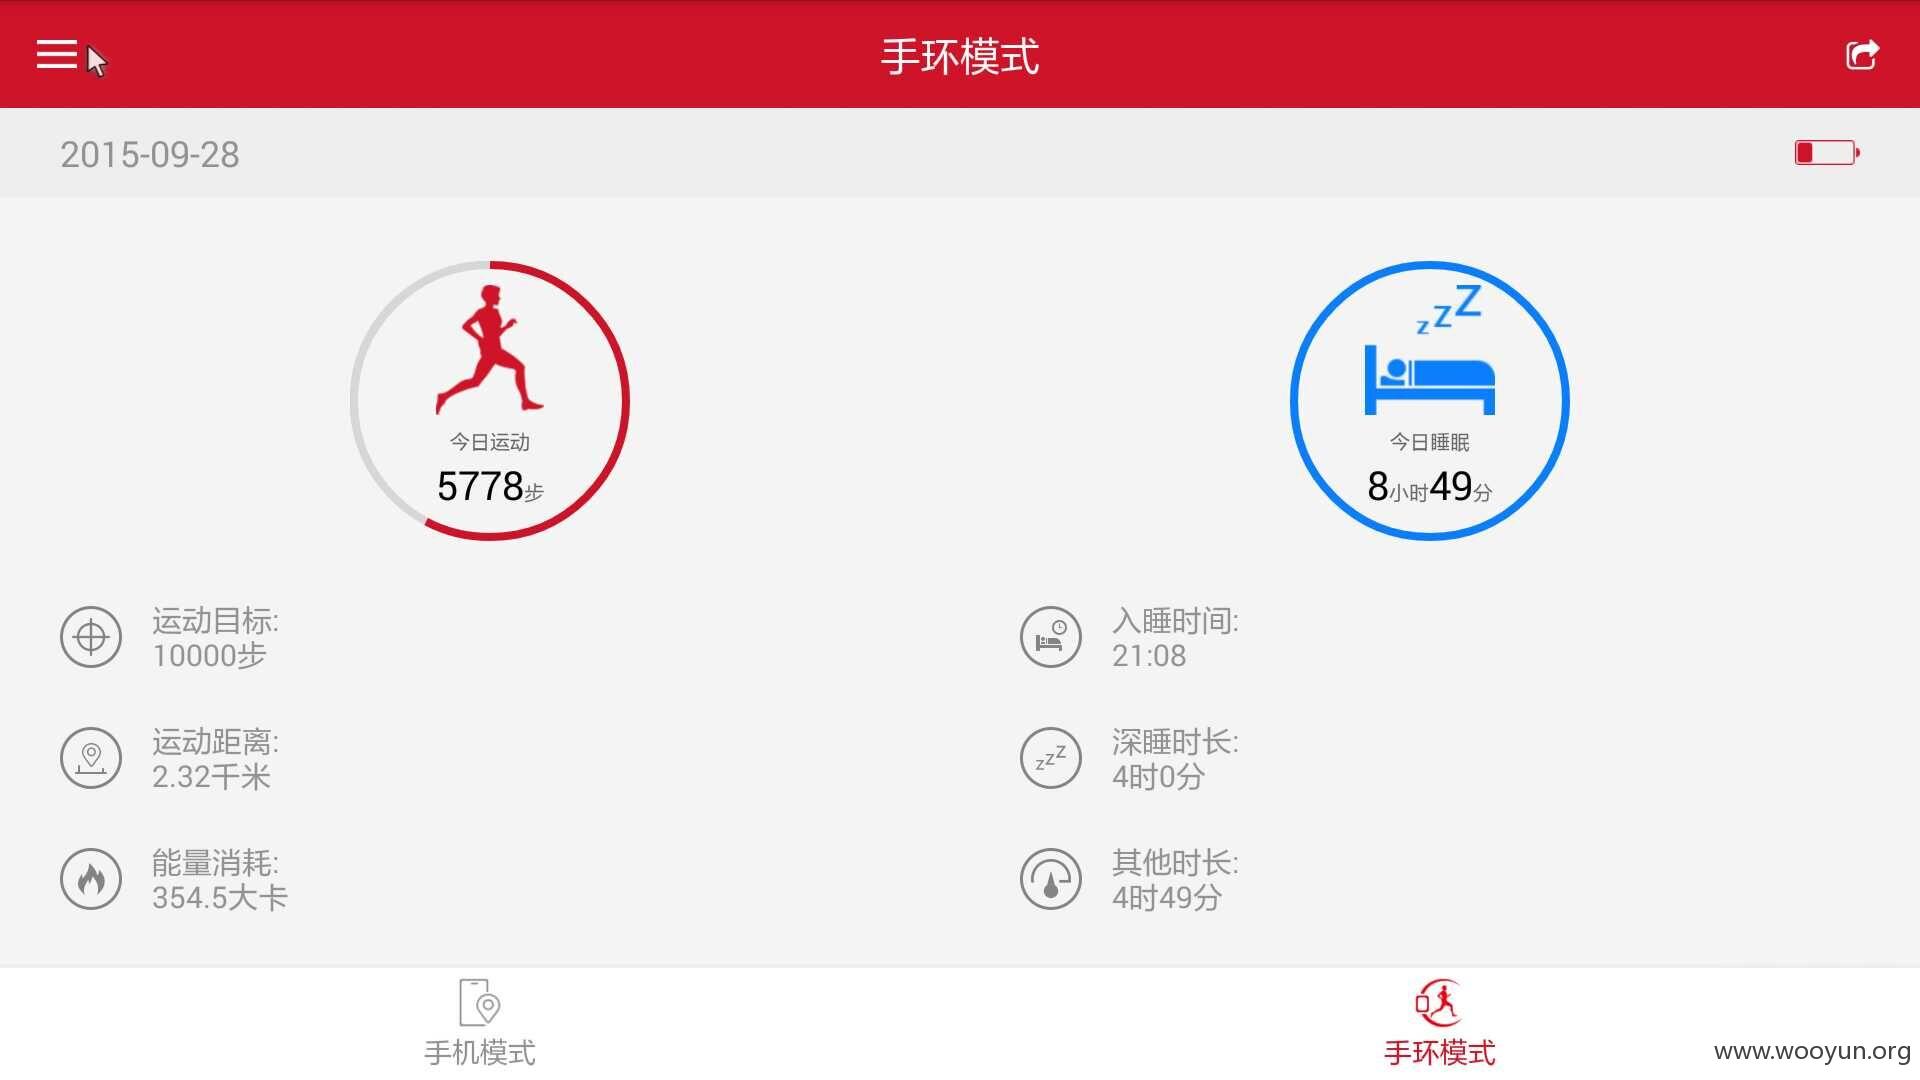 手环模式
2015-09-28
zzZ
今日运动
5778步
zzZ
今日睡眠
8小时49分
运动目标:
10000步
运动距离:
2.32千米
能量消耗:
354.5大卡
入睡时间:
21:08
zzZ
深睡时长:
4时0分
其他时长:
4时49分
手机模式
手环模式
www.wooyun.org